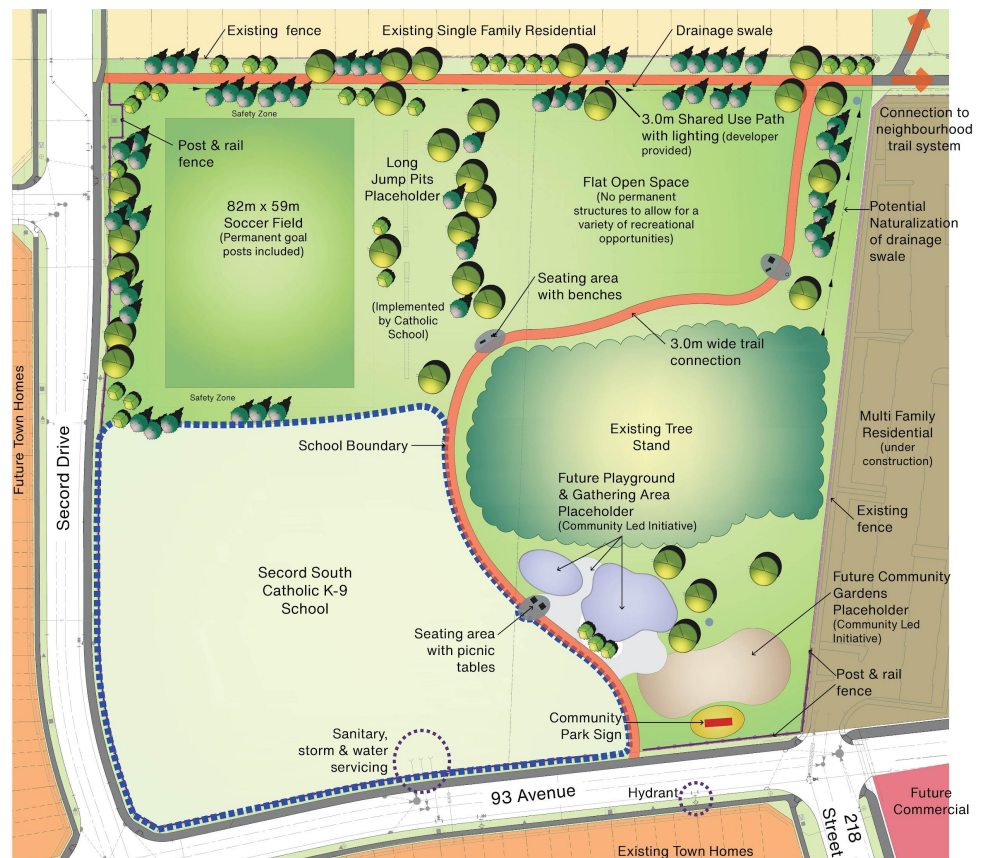 Existing fence
Existing Single Family Residential
Drainage swale
Safety Zone
Post & rail
fence
Long
Jump Pits
Placeholder
3.0m Shared Use Path
with lighting (developer
provided)
Connection to
neighbourhood
trail system
82m x 59m
Soccer Field
(Permanent goal
posts included)
Flat Open Space
(No permanent
structures to allow for a
variety of recreational
opportunities)
Potential
Naturalization
of drainage
swale
Seating area
with benches
(Implemented
by Catholic
School)
3.0m wide trail
connection
Safety Zone
Future Town Homes
Second Drive
School Boundary
Existing Tree
Stand
Multi Family
Residential
(under
construction)
Future Playground
& Gathering Area
Placeholder
(Community Led Initiative)
Existing
fence
Secord South
Catholic K-9
School
Future Community
Gardens
Placeholder
(Community Led
Initiative)
Seating area
with picnic
tables
Post & rail
fence
Community
Park Sign
Sanitary,
storm & water
servicing
93 Avenue
Hydrant
218
Street
Future
Commercial
Existing Town Homes